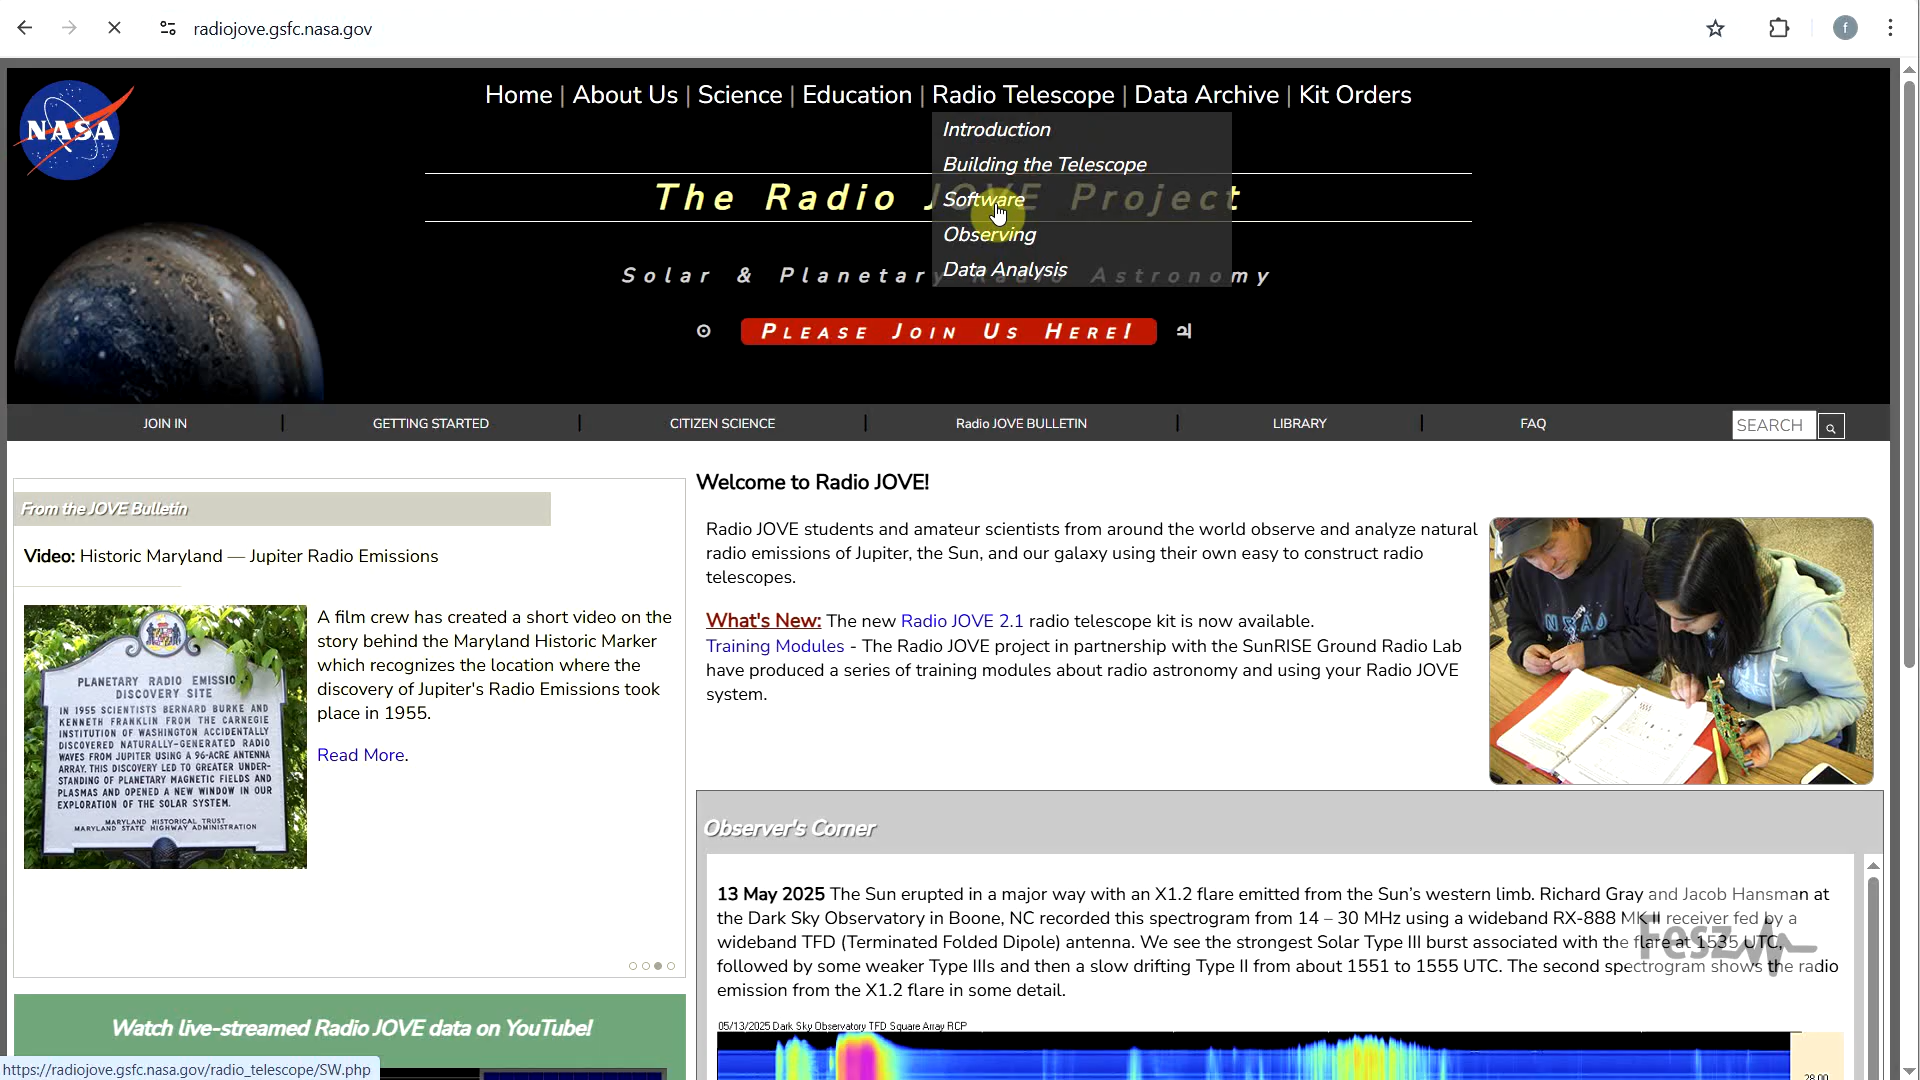 radiojove.gsfc.nasa.gov
f
NASA
Home | About Us | Science | Education | Radio Telescope | Data Archive | Kit Orders
Introduction
Building the Telescope
The Radio JOVE Project
Software
Observing
Solar & Planetary Radio Astronomy
Data Analysis
☉ PLEASE JOIN US HERE! ♃
JOIN IN
GETTING STARTED
CITIZEN SCIENCE
Radio JOVE BULLETIN
LIBRARY
FAQ
SEARCH
From the JOVE Bulletin
Video: Historic Maryland — Jupiter Radio Emissions
PLANETARY RADIO EMISSIO
DISCOVERY SITE
IN 1955 SCIENTISTS BERNARD BURKE AND
KENNETH FRANKLIN FROM THE CARNEGIE
INSTITUTION OF WASHINGTON ACCIDENTALLY
DISCOVERED NATURALLY-GENERATED RADIO
WAVES FROM JUPITER USING A 96-ACRE ANTENNA
ARRAY. THIS DISCOVERY LED TO GREATER UNDER-
STANDING OF PLANETARY MAGNETIC FIELDS AND
PLASMAS AND OPENED A NEW WINDOW IN OUR
EXPLORATION OF THE SOLAR SYSTEM.
MARYLAND HISTORICAL TRUST
MARYLAND STATE HIGHWAY ADMINISTRATION
A film crew has created a short video on the
story behind the Maryland Historic Marker
which recognizes the location where the
discovery of Jupiter's Radio Emissions took
place in 1955.
Read More.
Watch live-streamed Radio JOVE data on YouTube!
Welcome to Radio JOVE!
Radio JOVE students and amateur scientists from around the world observe and analyze natural
radio emissions of Jupiter, the Sun, and our galaxy using their own easy to construct radio
telescopes.
What's New: The new Radio JOVE 2.1 radio telescope kit is now available.
Training Modules - The Radio JOVE project in partnership with the SunRISE Ground Radio Lab
have produced a series of training modules about radio astronomy and using your Radio JOVE
system.
Observer's Corner
13 May 2025 The Sun erupted in a major way with an X1.2 flare emitted from the Sun's western limb. Richard Gray and Jacob Hansman at
the Dark Sky Observatory in Boone, NC recorded this spectrogram from 14 – 30 MHz using a wideband RX-888 MKII receiver fed by a
wideband TFD (Terminated Folded Dipole) antenna. We see the strongest Solar Type III burst associated with the flare at 1535 UTC,
followed by some weaker Type IIIs and then a slow drifting Type II from about 1551 to 1555 UTC. The second spectrogram shows the radio
emission from the X1.2 flare in some detail.
Fesz
05/13/2025 Dark Sky Observatory TFD Square Array RCP
28.00
https://radiojove.gsfc.nasa.gov/radio_telescope/SW.php